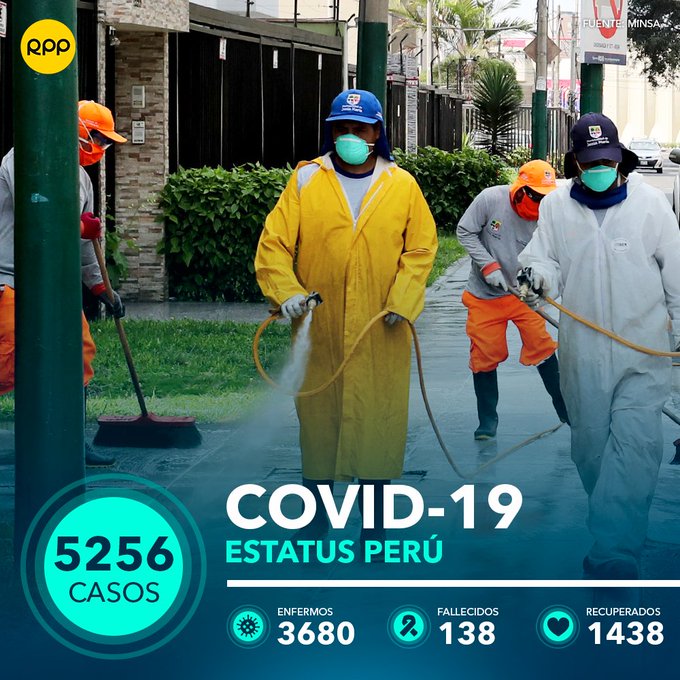 RPP
FUENTE: MINSA
COVID-19
ESTATUS PERÚ
5256
CASOS
ENFERMOS
3680
FALLECIDOS
138
RECUPERADOS
1438